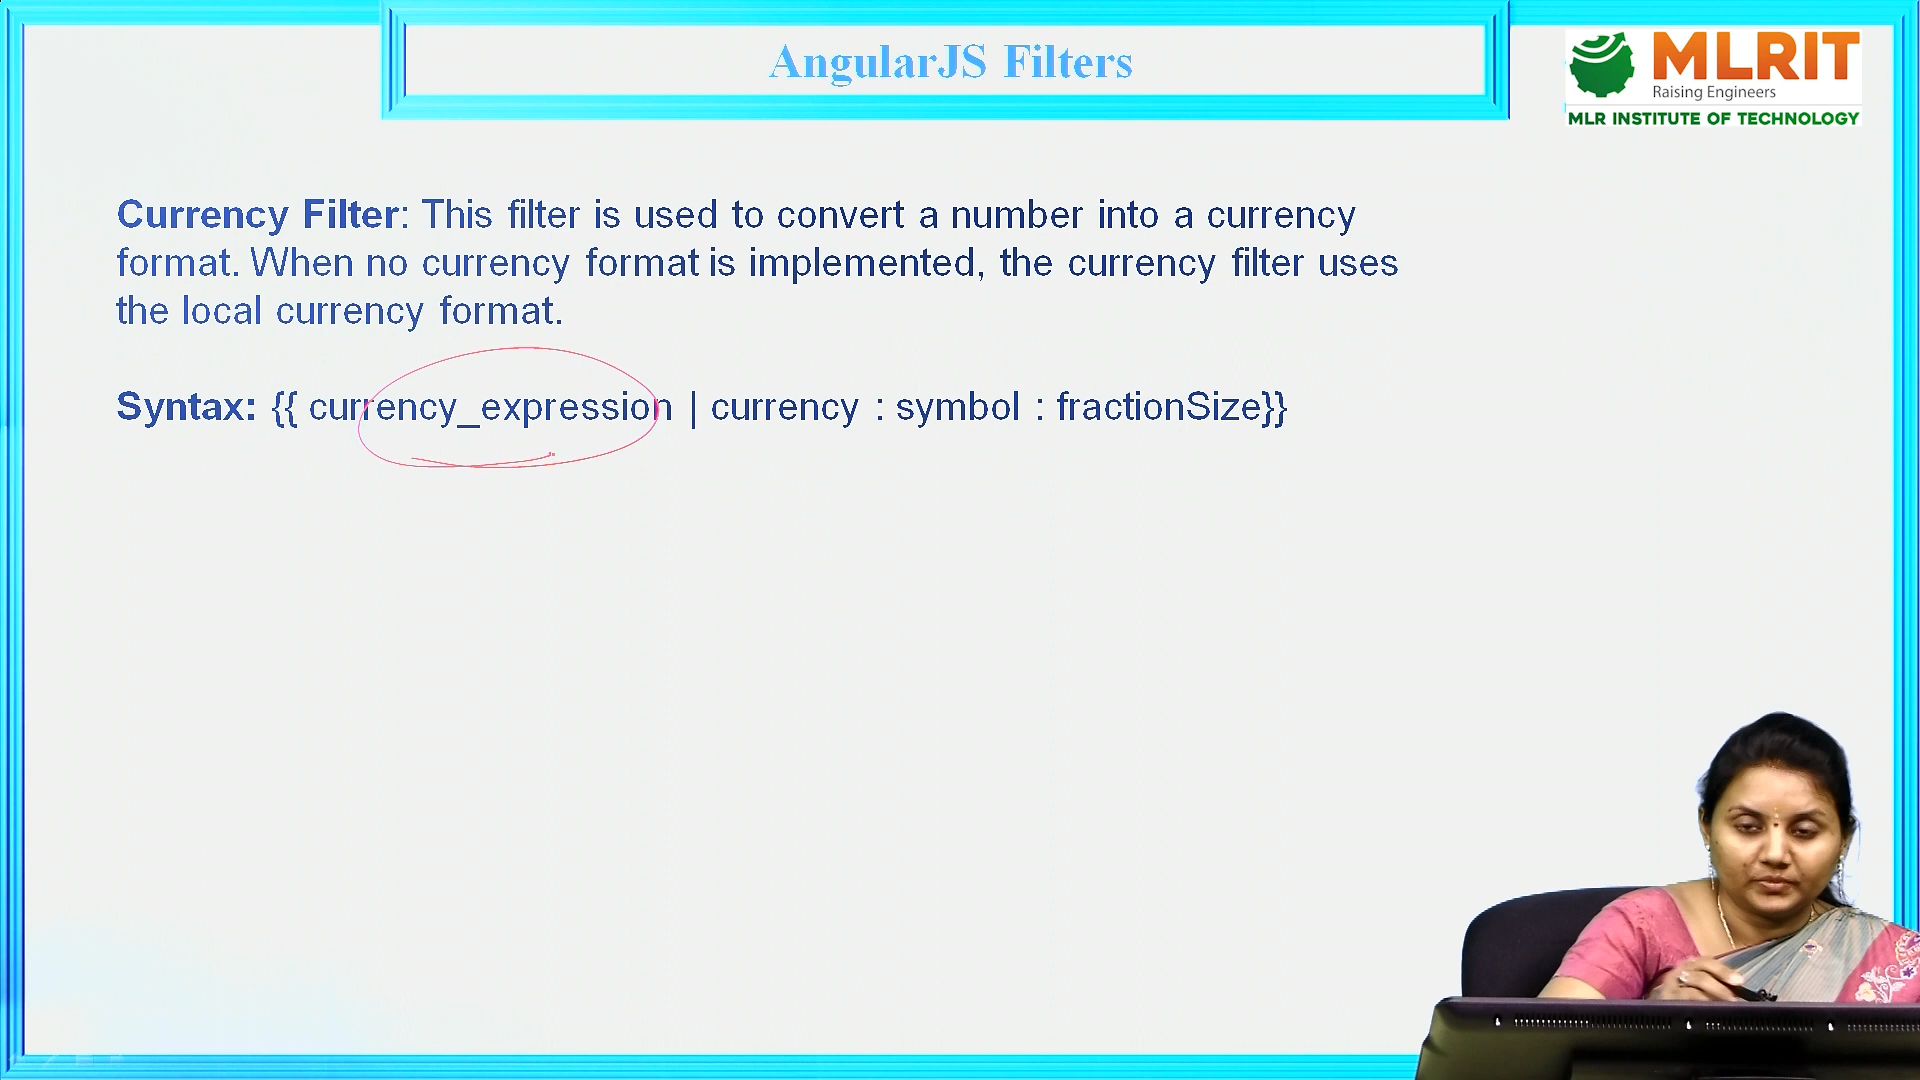 AngularJS Filters
MLRIT
Raising Engineers
MLR INSTITUTE OF TECHNOLOGY
Currency Filter: This filter is used to convert a number into a currency
format. When no currency format is implemented, the currency filter uses
the local currency format.
Syntax: {{ currency_expression | currency : symbol : fractionSize}}